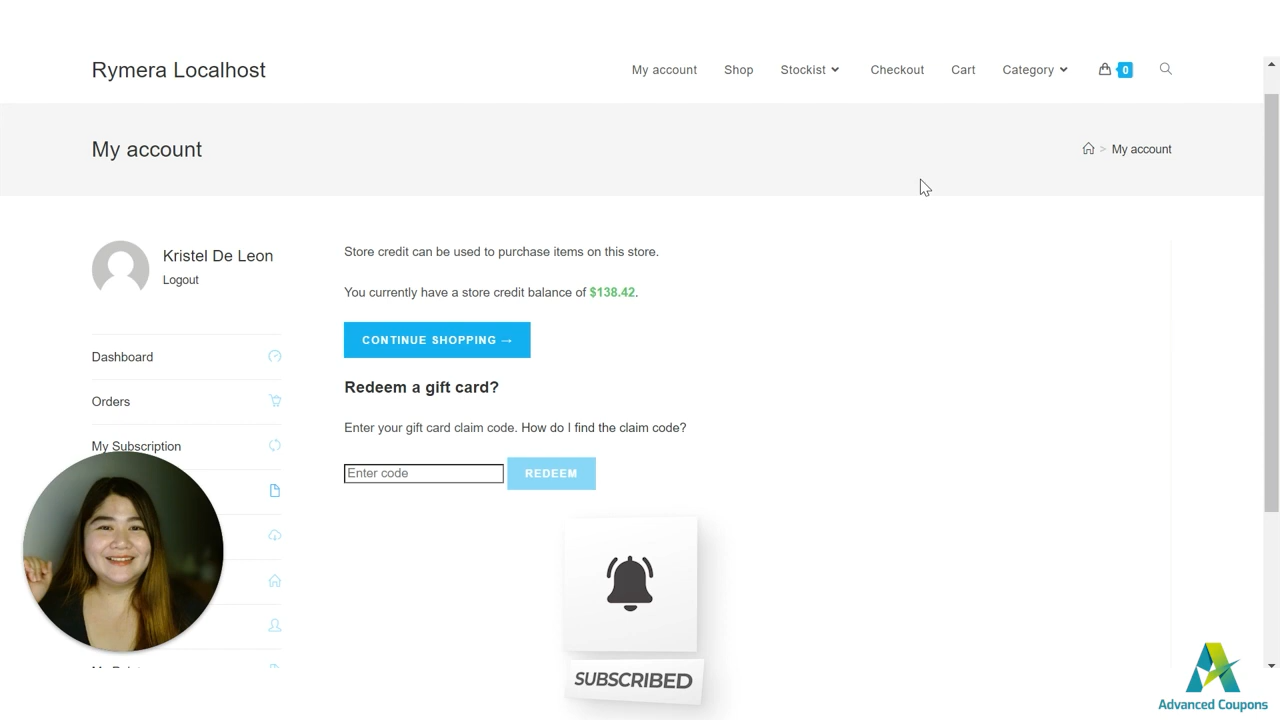 Rymera Localhost
My account
Shop
Stockist
Checkout
Cart
Category
0
My account
> My account
Kristel De Leon
Logout
Store credit can be used to purchase items on this store.
You currently have a store credit balance of $138.42.
CONTINUE SHOPPING →
Dashboard
Orders
My Subscription
Redeem a gift card?
Enter your gift card claim code. How do I find the claim code?
Enter code
REDEEM
SUBSCRIBED
Advanced Coupons